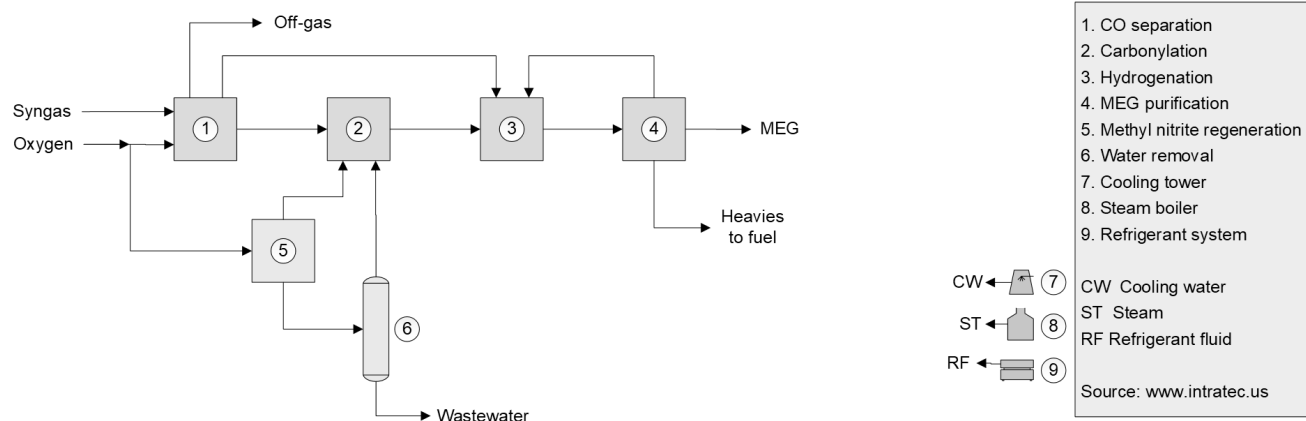 Off-gas
Syngas
Oxygen
1
2
3
4
MEG
5
Heavies
to fuel
6
Wastewater
CW
7
ST
8
RF
9
1. CO separation
2. Carbonylation
3. Hydrogenation
4. MEG purification
5. Methyl nitrite regeneration
6. Water removal
7. Cooling tower
8. Steam boiler
9. Refrigerant system
CW Cooling water
ST Steam
RF Refrigerant fluid
Source: www.intratec.us